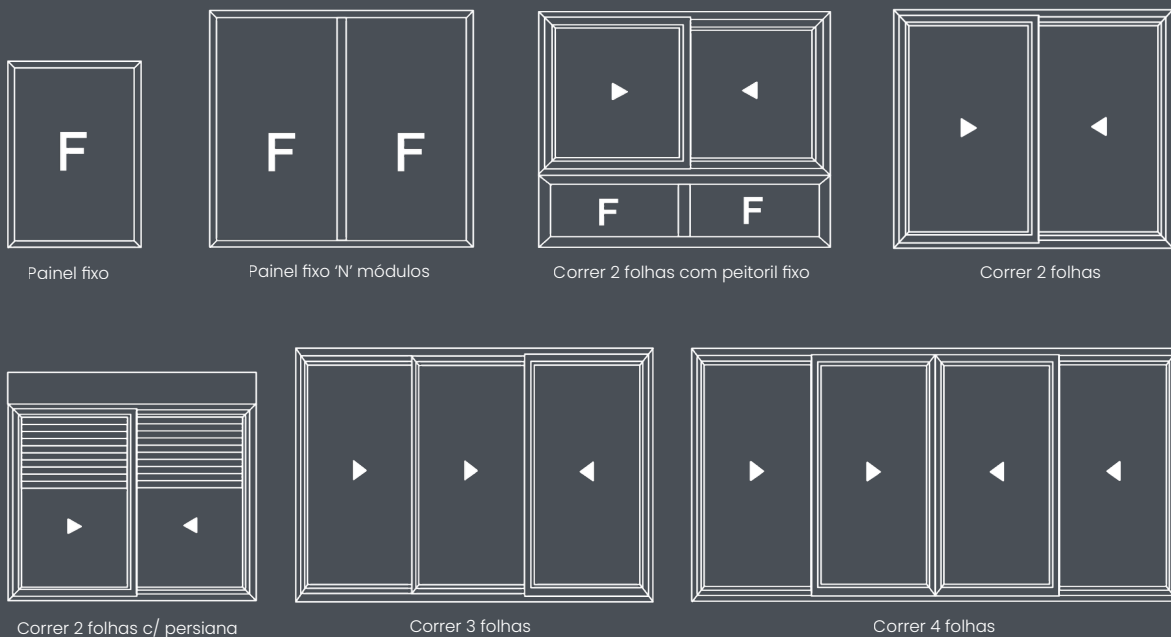 F
F F
F F
Painel fixo
Painel fixo 'N' módulos
Correr 2 folhas com peitoril fixo
Correr 2 folhas
Correr 2 folhas c/ persiana
Correr 3 folhas
Correr 4 folhas